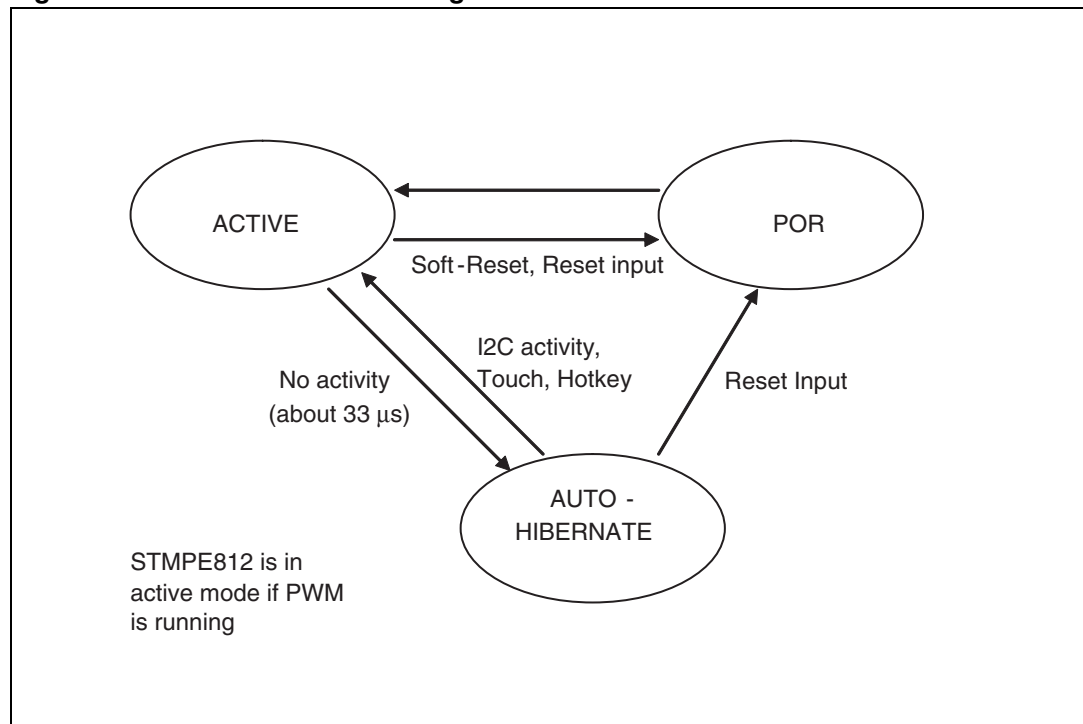 ACTIVE
POR
Soft-Reset, Reset input
I2C activity,
Touch, Hotkey
No activity
(about 33 μs)
Reset Input
AUTO -
HIBERNATE
STMPE812 is in
active mode if PWM
is running